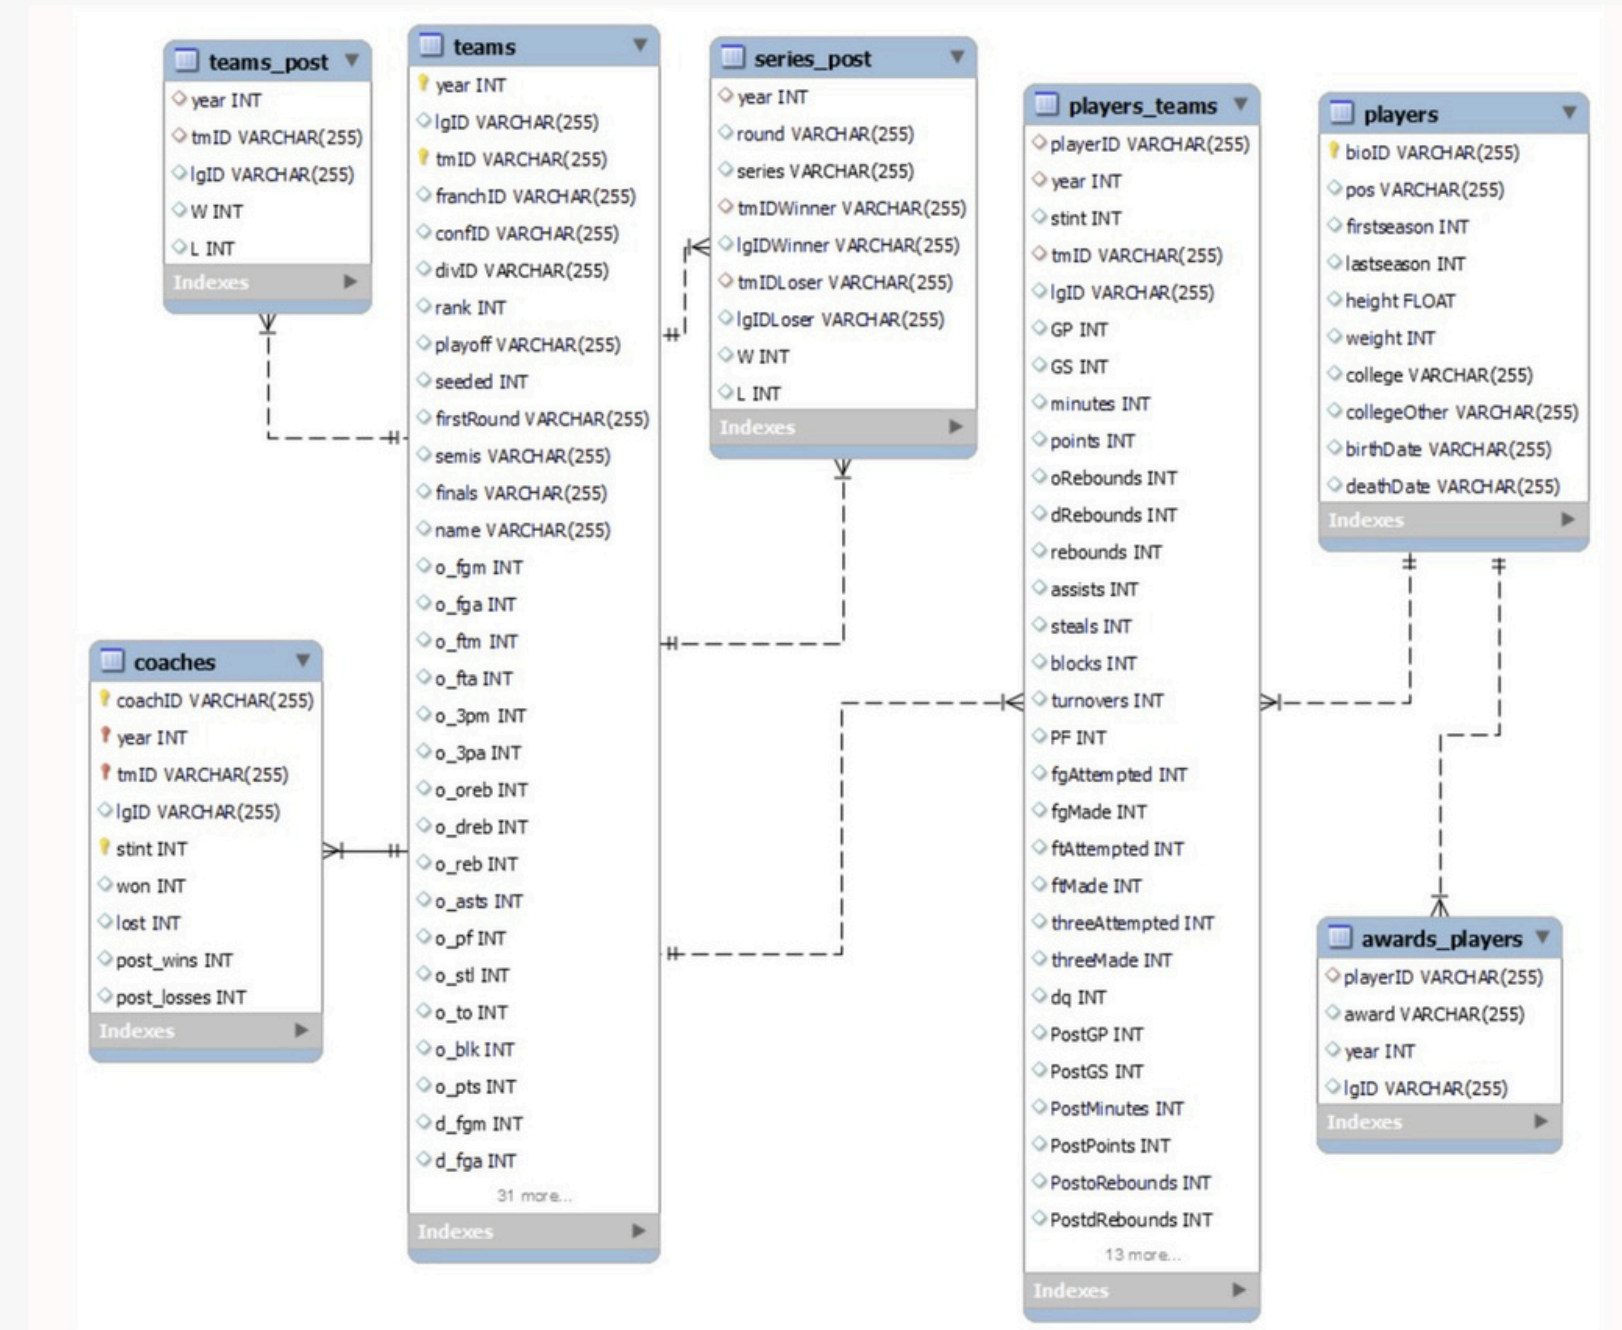 teams_post
year INT
tmID VARCHAR(255)
lgID VARCHAR(255)
W INT
L INT
Indexes
teams
year INT
lgID VARCHAR(255)
tmID VARCHAR(255)
franchID VARCHAR(255)
confID VARCHAR(255)
divID VARCHAR(255)
rank INT
playoff VARCHAR(255)
seeded INT
firstRound VARCHAR(255)
semis VARCHAR(255)
finals VARCHAR(255)
name VARCHAR(255)
o_fgm INT
o_fga INT
o_ftm INT
o_fta INT
o_3pm INT
o_3pa INT
o_oreb INT
o_dreb INT
o_reb INT
o_asts INT
o_pf INT
o_stl INT
o_to INT
o_blk INT
o_pts INT
d_fgm INT
d_fga INT
31 more...
Indexes
series_post
year INT
round VARCHAR(255)
series VARCHAR(255)
tmIDWinner VARCHAR(255)
lgIDWinner VARCHAR(255)
tmIDLoser VARCHAR(255)
lgIDLoser VARCHAR(255)
W INT
L INT
Indexes
players_teams
playerID VARCHAR(255)
year INT
stint INT
tmID VARCHAR(255)
lgID VARCHAR(255)
GP INT
GS INT
minutes INT
points INT
oRebounds INT
dRebounds INT
rebounds INT
assists INT
steals INT
blocks INT
turnovers INT
PF INT
fgAttempted INT
fgMade INT
ftAttempted INT
ftMade INT
threeAttempted INT
threeMade INT
dq INT
PostGP INT
PostGS INT
PostMinutes INT
PostPoints INT
PostoRebounds INT
PostdRebounds INT
13 more...
Indexes
players
bioID VARCHAR(255)
pos VARCHAR(255)
firstseason INT
lastseason INT
height FLOAT
weight INT
college VARCHAR(255)
collegeOther VARCHAR(255)
birthDate VARCHAR(255)
deathDate VARCHAR(255)
Indexes
coaches
coachID VARCHAR(255)
year INT
tmID VARCHAR(255)
lgID VARCHAR(255)
stint INT
won INT
lost INT
post_wins INT
post_losses INT
Indexes
awards_players
playerID VARCHAR(255)
award VARCHAR(255)
year INT
lgID VARCHAR(255)
Indexes